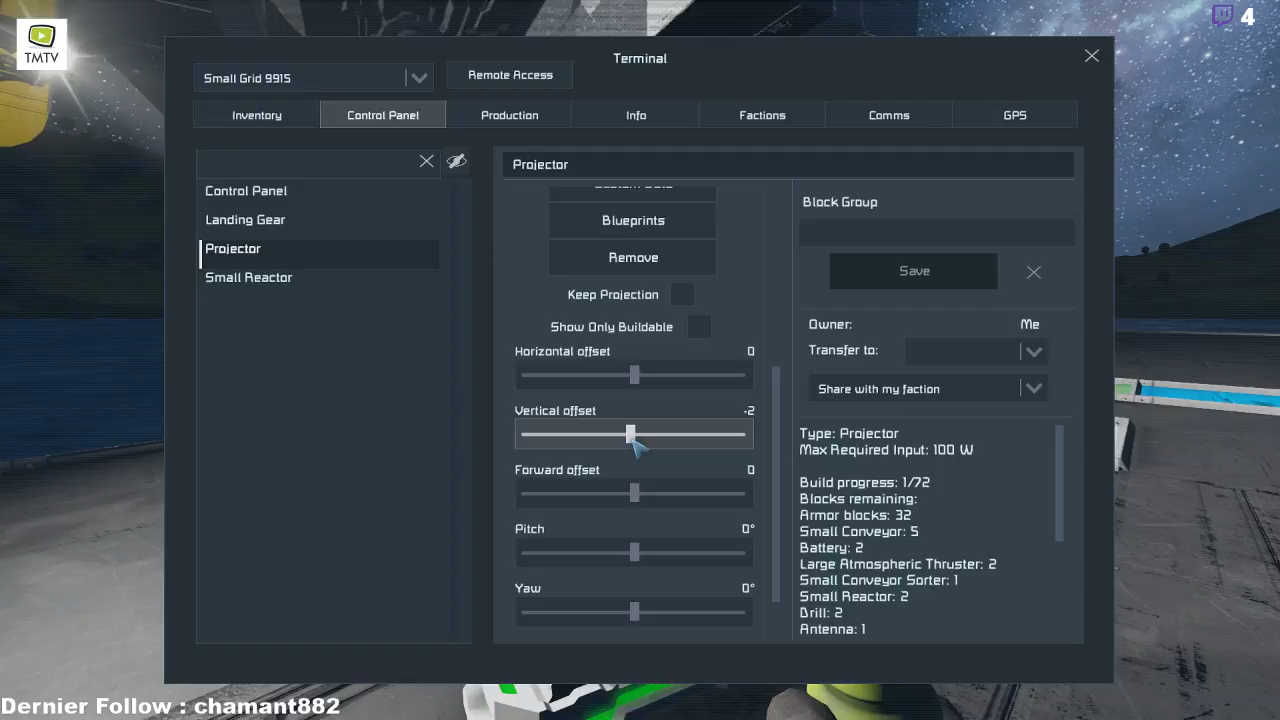 TMTV
4
Terminal
Small Grid 9915
Remote Access
Inventory
Control Panel
Production
Info
Factions
Comms
GPS
Control Panel
Landing Gear
Projector
Small Reactor
Projector
Blueprints
Remove
Keep Projection
Show Only Buildable
Horizontal offset 0
Vertical offset -2
Forward offset 0
Pitch 0°
Yaw 0°
Block Group
Save
Owner: Me
Transfer to:
Share with my faction
Type: Projector
Max Required Input: 100 W
Build progress: 1/72
Blocks remaining:
Armor blocks: 32
Small Conveyor: 5
Battery: 2
Large Atmospheric Thruster: 2
Small Conveyor Sorter: 1
Small Reactor: 2
Drill: 2
Antenna: 1
Dernier Follow : chamant882